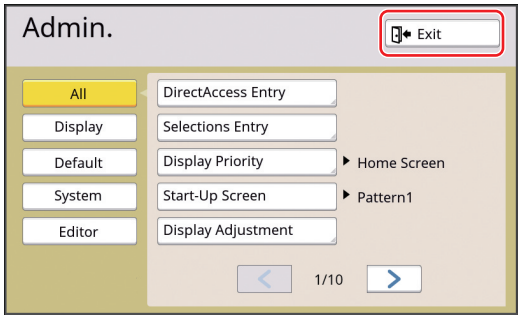 Admin.
Exit
All
DirectAccess Entry
Display
Selections Entry
Default
Display Priority
Home Screen
System
Start-Up Screen
Pattern1
Editor
Display Adjustment
1/10